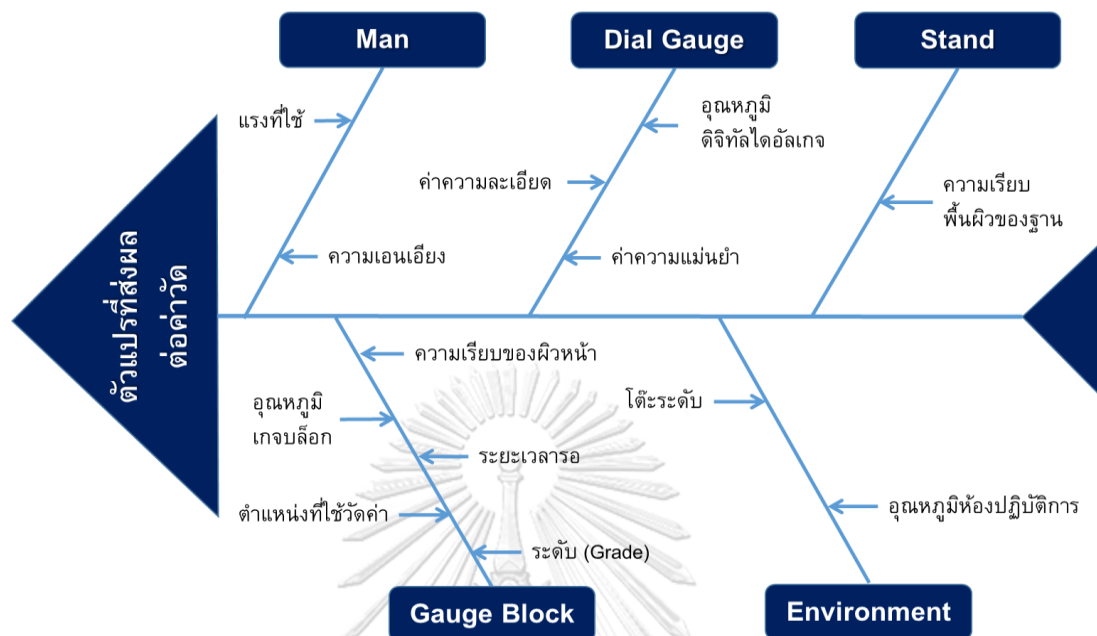 Man
Dial Gauge
Stand
แรงที่ใช้
อุณหภูมิ
ดิจิทัลไดอัลเกจ
ค่าความละเอียด
ความเรียบ
พื้นผิวของฐาน
ความเอนเอียง
ค่าความแม่นยำ
ตัวแปรที่ส่งผล
ต่อค่าวัด
ความเรียบของผิวหน้า
อุณหภูมิ
เกจบล็อก
โต๊ะระดับ
ระยะเวลารอ
ตำแหน่งที่ใช้วัดค่า
อุณหภูมิห้องปฏิบัติการ
ระดับ (Grade)
Gauge Block
Environment